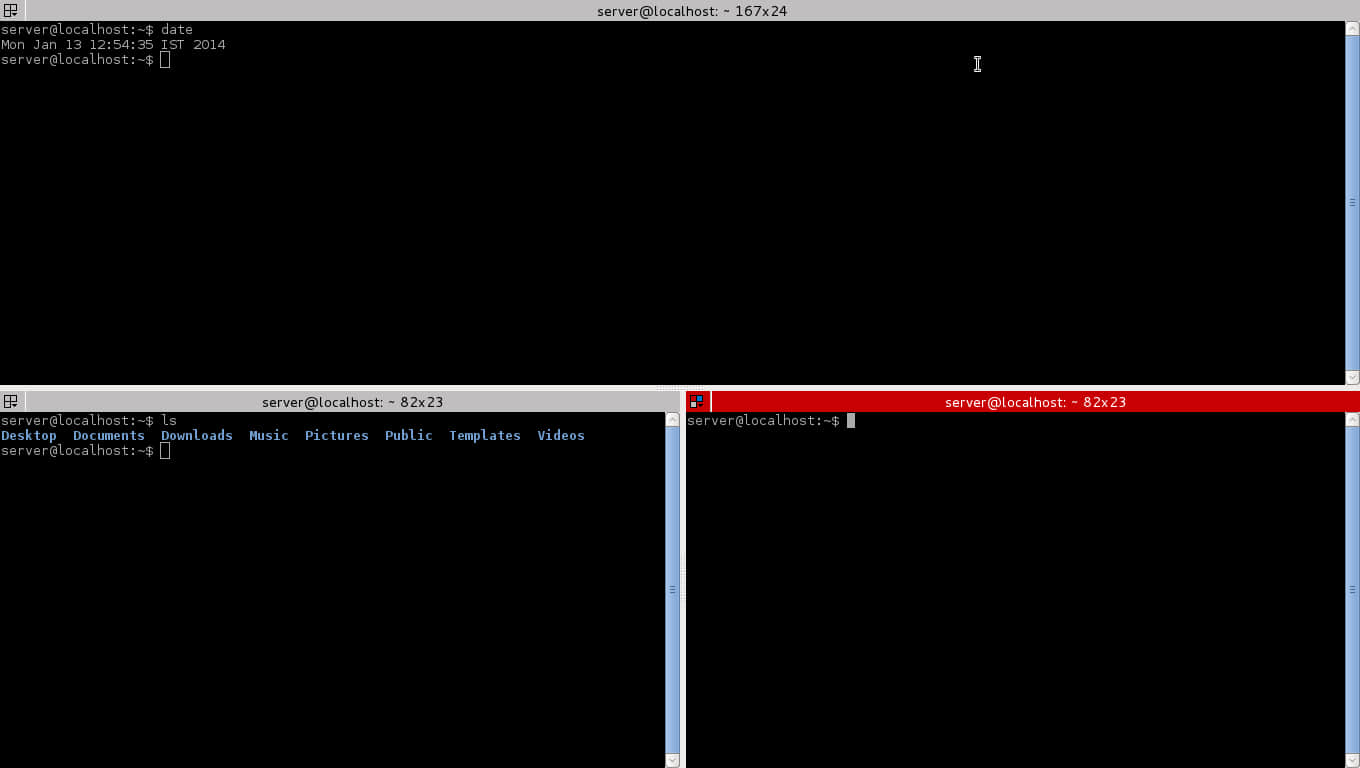 server@localhost: ~ 167x24
server@localhost:~$ date
Mon Jan 13 12:54:35 IST 2014
server@localhost:~$
server@localhost: ~ 82x23
server@localhost:~$ ls
Desktop  Documents  Downloads  Music  Pictures  Public  Templates  Videos
server@localhost:~$
server@localhost: ~ 82x23
server@localhost:~$